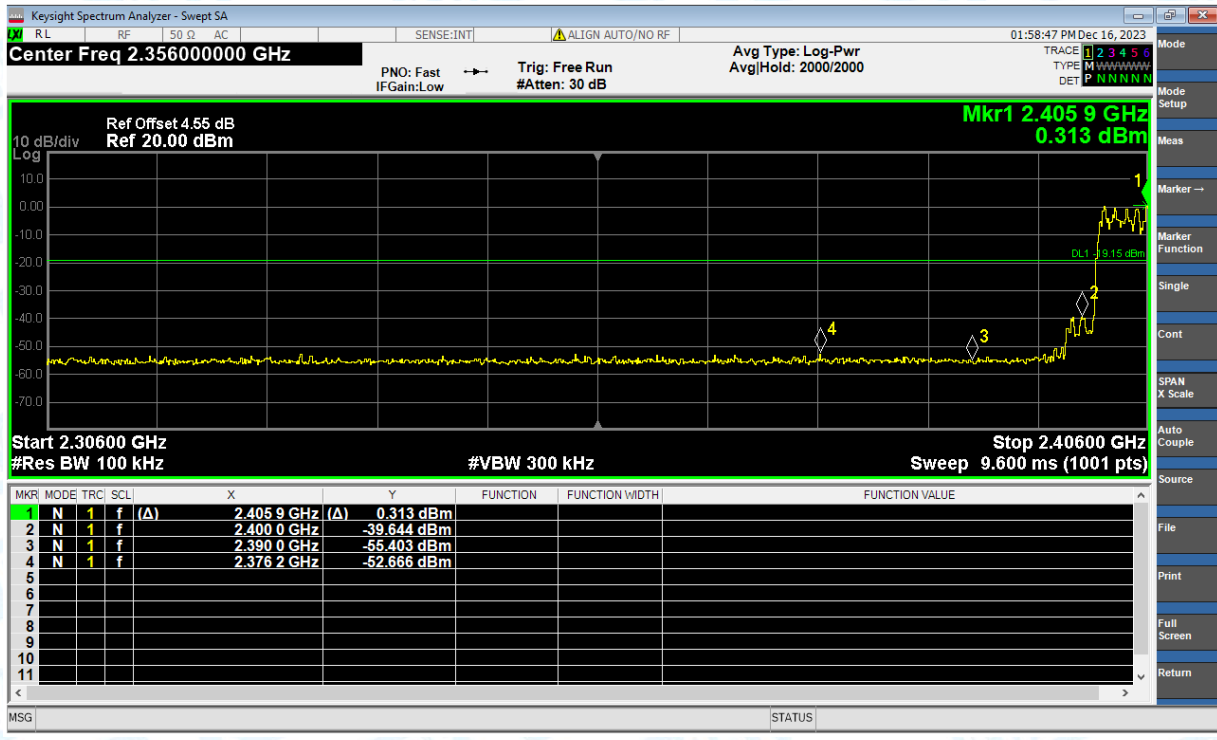 Keysight Spectrum Analyzer - Swept SA
LXI RL RF 50 Ω AC SENSE:INT ALIGN AUTO/NO RF 01:58:47 PM Dec 16, 2023
Center Freq 2.356000000 GHz
PNO: Fast
IFGain:Low
Trig: Free Run
#Atten: 30 dB
Avg Type: Log-Pwr
Avg|Hold: 2000/2000
TRACE 1 2 3 4 5 6
TYPE M WWWWW
DET P N N N N N
Ref Offset 4.55 dB
10 dB/div Ref 20.00 dBm
Log
Mkr1 2.405 9 GHz
0.313 dBm
10.0
0.00
-10.0
-20.0
-30.0
-40.0
-50.0
-60.0
-70.0
1
DL1 -19.15 dBm
2
4
3
Start 2.30600 GHz Stop 2.40600 GHz
#Res BW 100 kHz #VBW 300 kHz Sweep 9.600 ms (1001 pts)
MKR MODE TRC SCL X Y FUNCTION FUNCTION WIDTH FUNCTION VALUE
1 N 1 f (Δ) 2.405 9 GHz (Δ) 0.313 dBm
2 N 1 f 2.400 0 GHz -39.644 dBm
3 N 1 f 2.390 0 GHz -55.403 dBm
4 N 1 f 2.376 2 GHz -52.666 dBm
5
6
7
8
9
10
11
MSG STATUS
Mode
Mode
Setup
Meas
Marker →
Marker
Function
Single
Cont
SPAN
X Scale
Auto
Couple
Source
File
Print
Full
Screen
Return